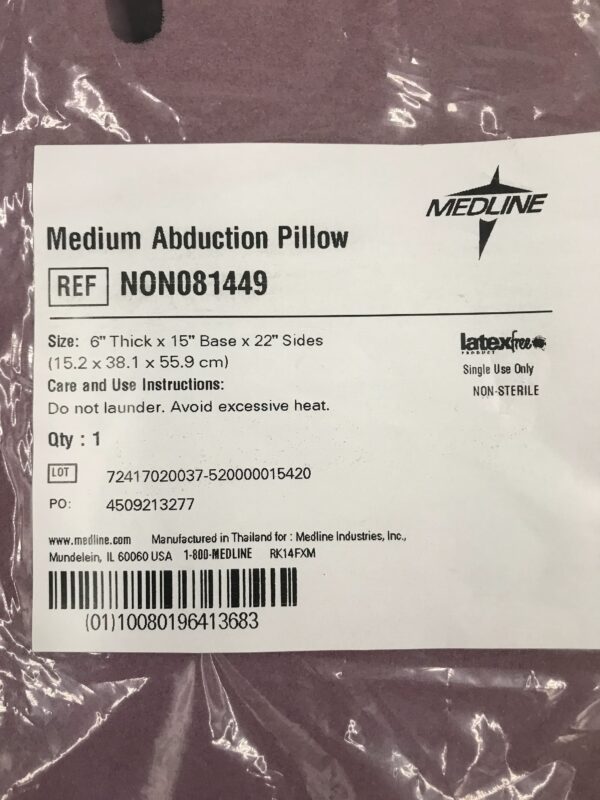 MEDLINE
Medium Abduction Pillow
REF NON081449
Size: 6" Thick x 15" Base x 22" Sides
(15.2 x 38.1 x 55.9 cm)
latexfree
PRODUCT
Single Use Only
NON-STERILE
Care and Use Instructions:
Do not launder. Avoid excessive heat.
Qty : 1
LOT 72417020037-520000015420
PO: 4509213277
www.medline.com Manufactured in Thailand for : Medline Industries, Inc.,
Mundelein, IL 60060 USA 1-800-MEDLINE RK14FXM
(01)10080196413683